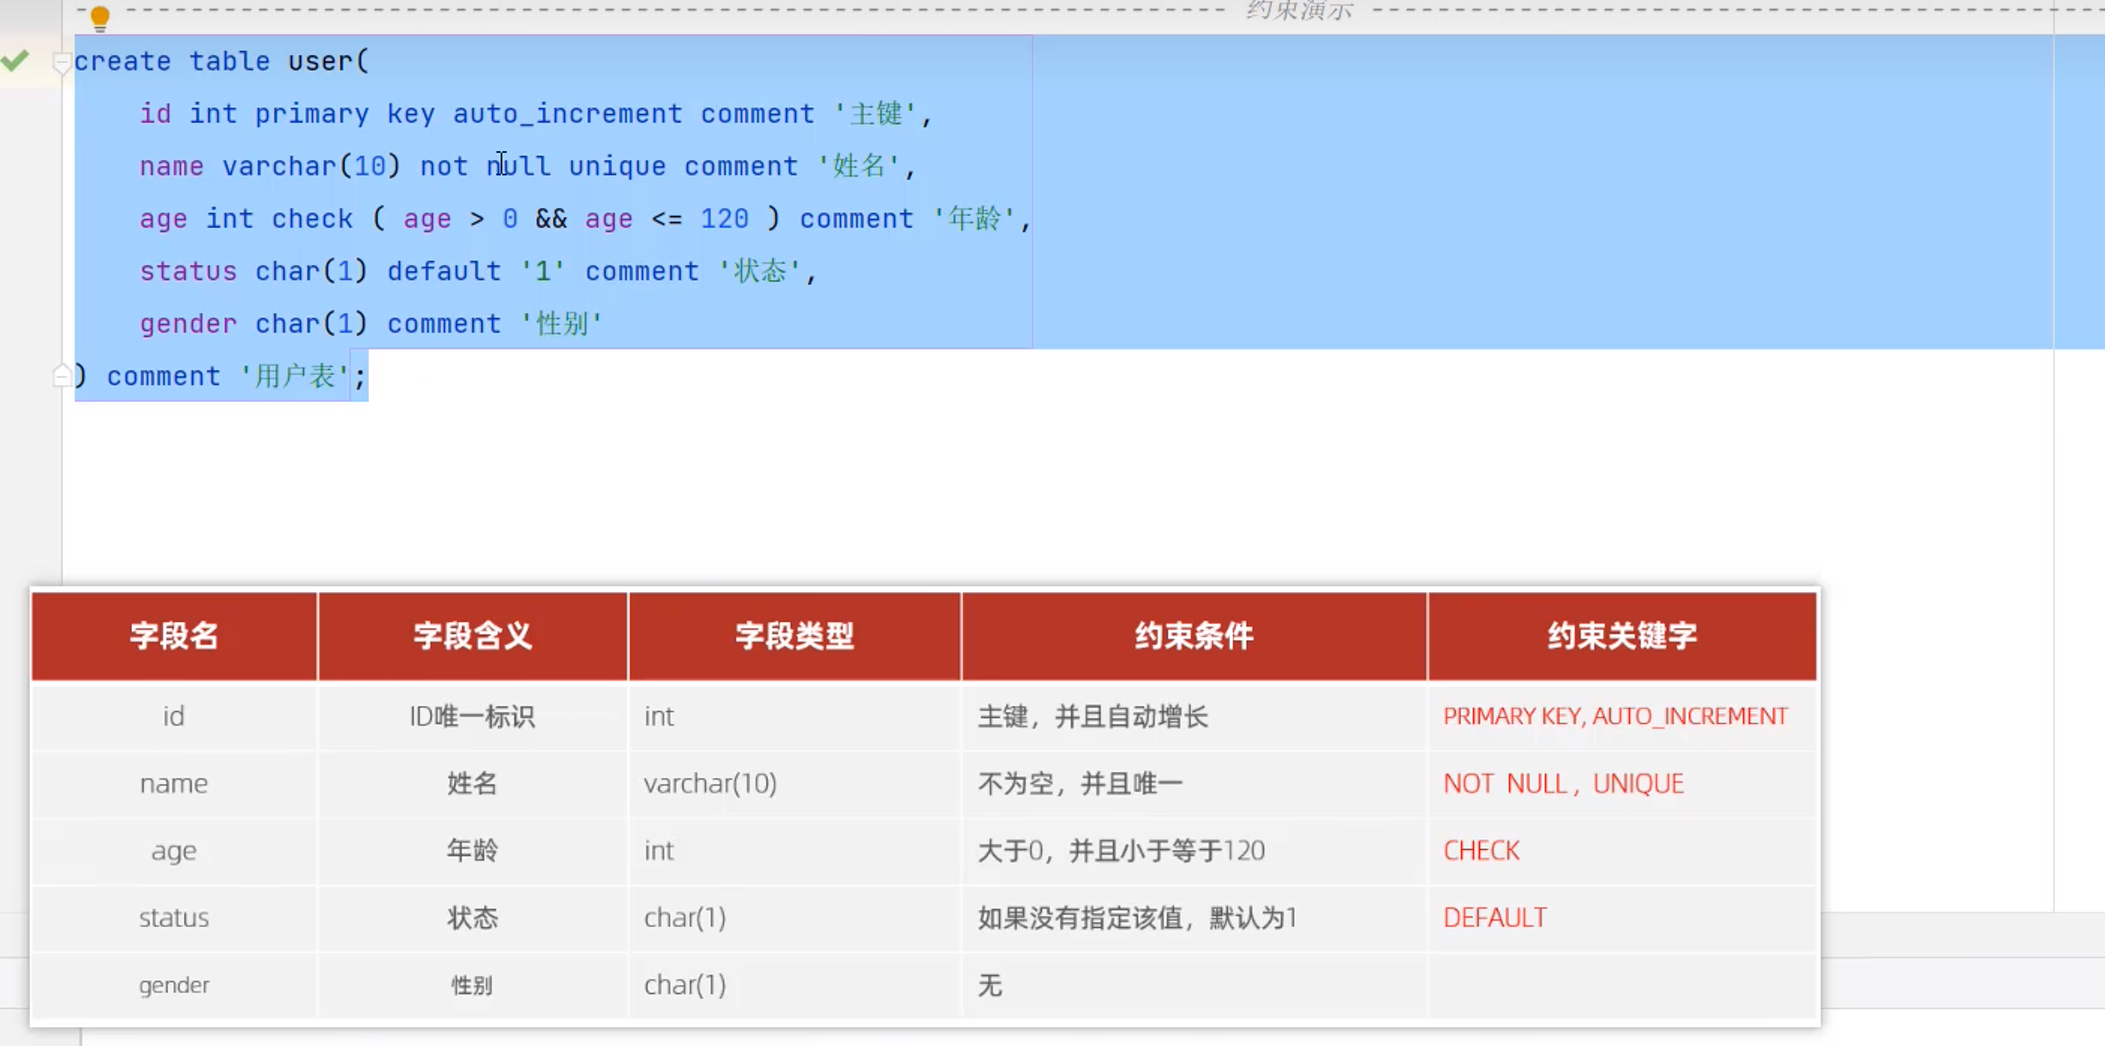 约束演示
create table user(
id int primary key auto_increment comment '主键',
name varchar(10) not null unique comment '姓名',
age int check ( age > 0 && age <= 120 ) comment '年龄',
status char(1) default '1' comment '状态',
gender char(1) comment '性别'
) comment '用户表';
字段名 字段含义 字段类型 约束条件 约束关键字
id ID唯一标识 int 主键，并且自动增长 PRIMARY KEY, AUTO_INCREMENT
name 姓名 varchar(10) 不为空，并且唯一 NOT NULL , UNIQUE
age 年龄 int 大于0，并且小于等于120 CHECK
status 状态 char(1) 如果没有指定该值，默认为1 DEFAULT
gender 性别 char(1) 无